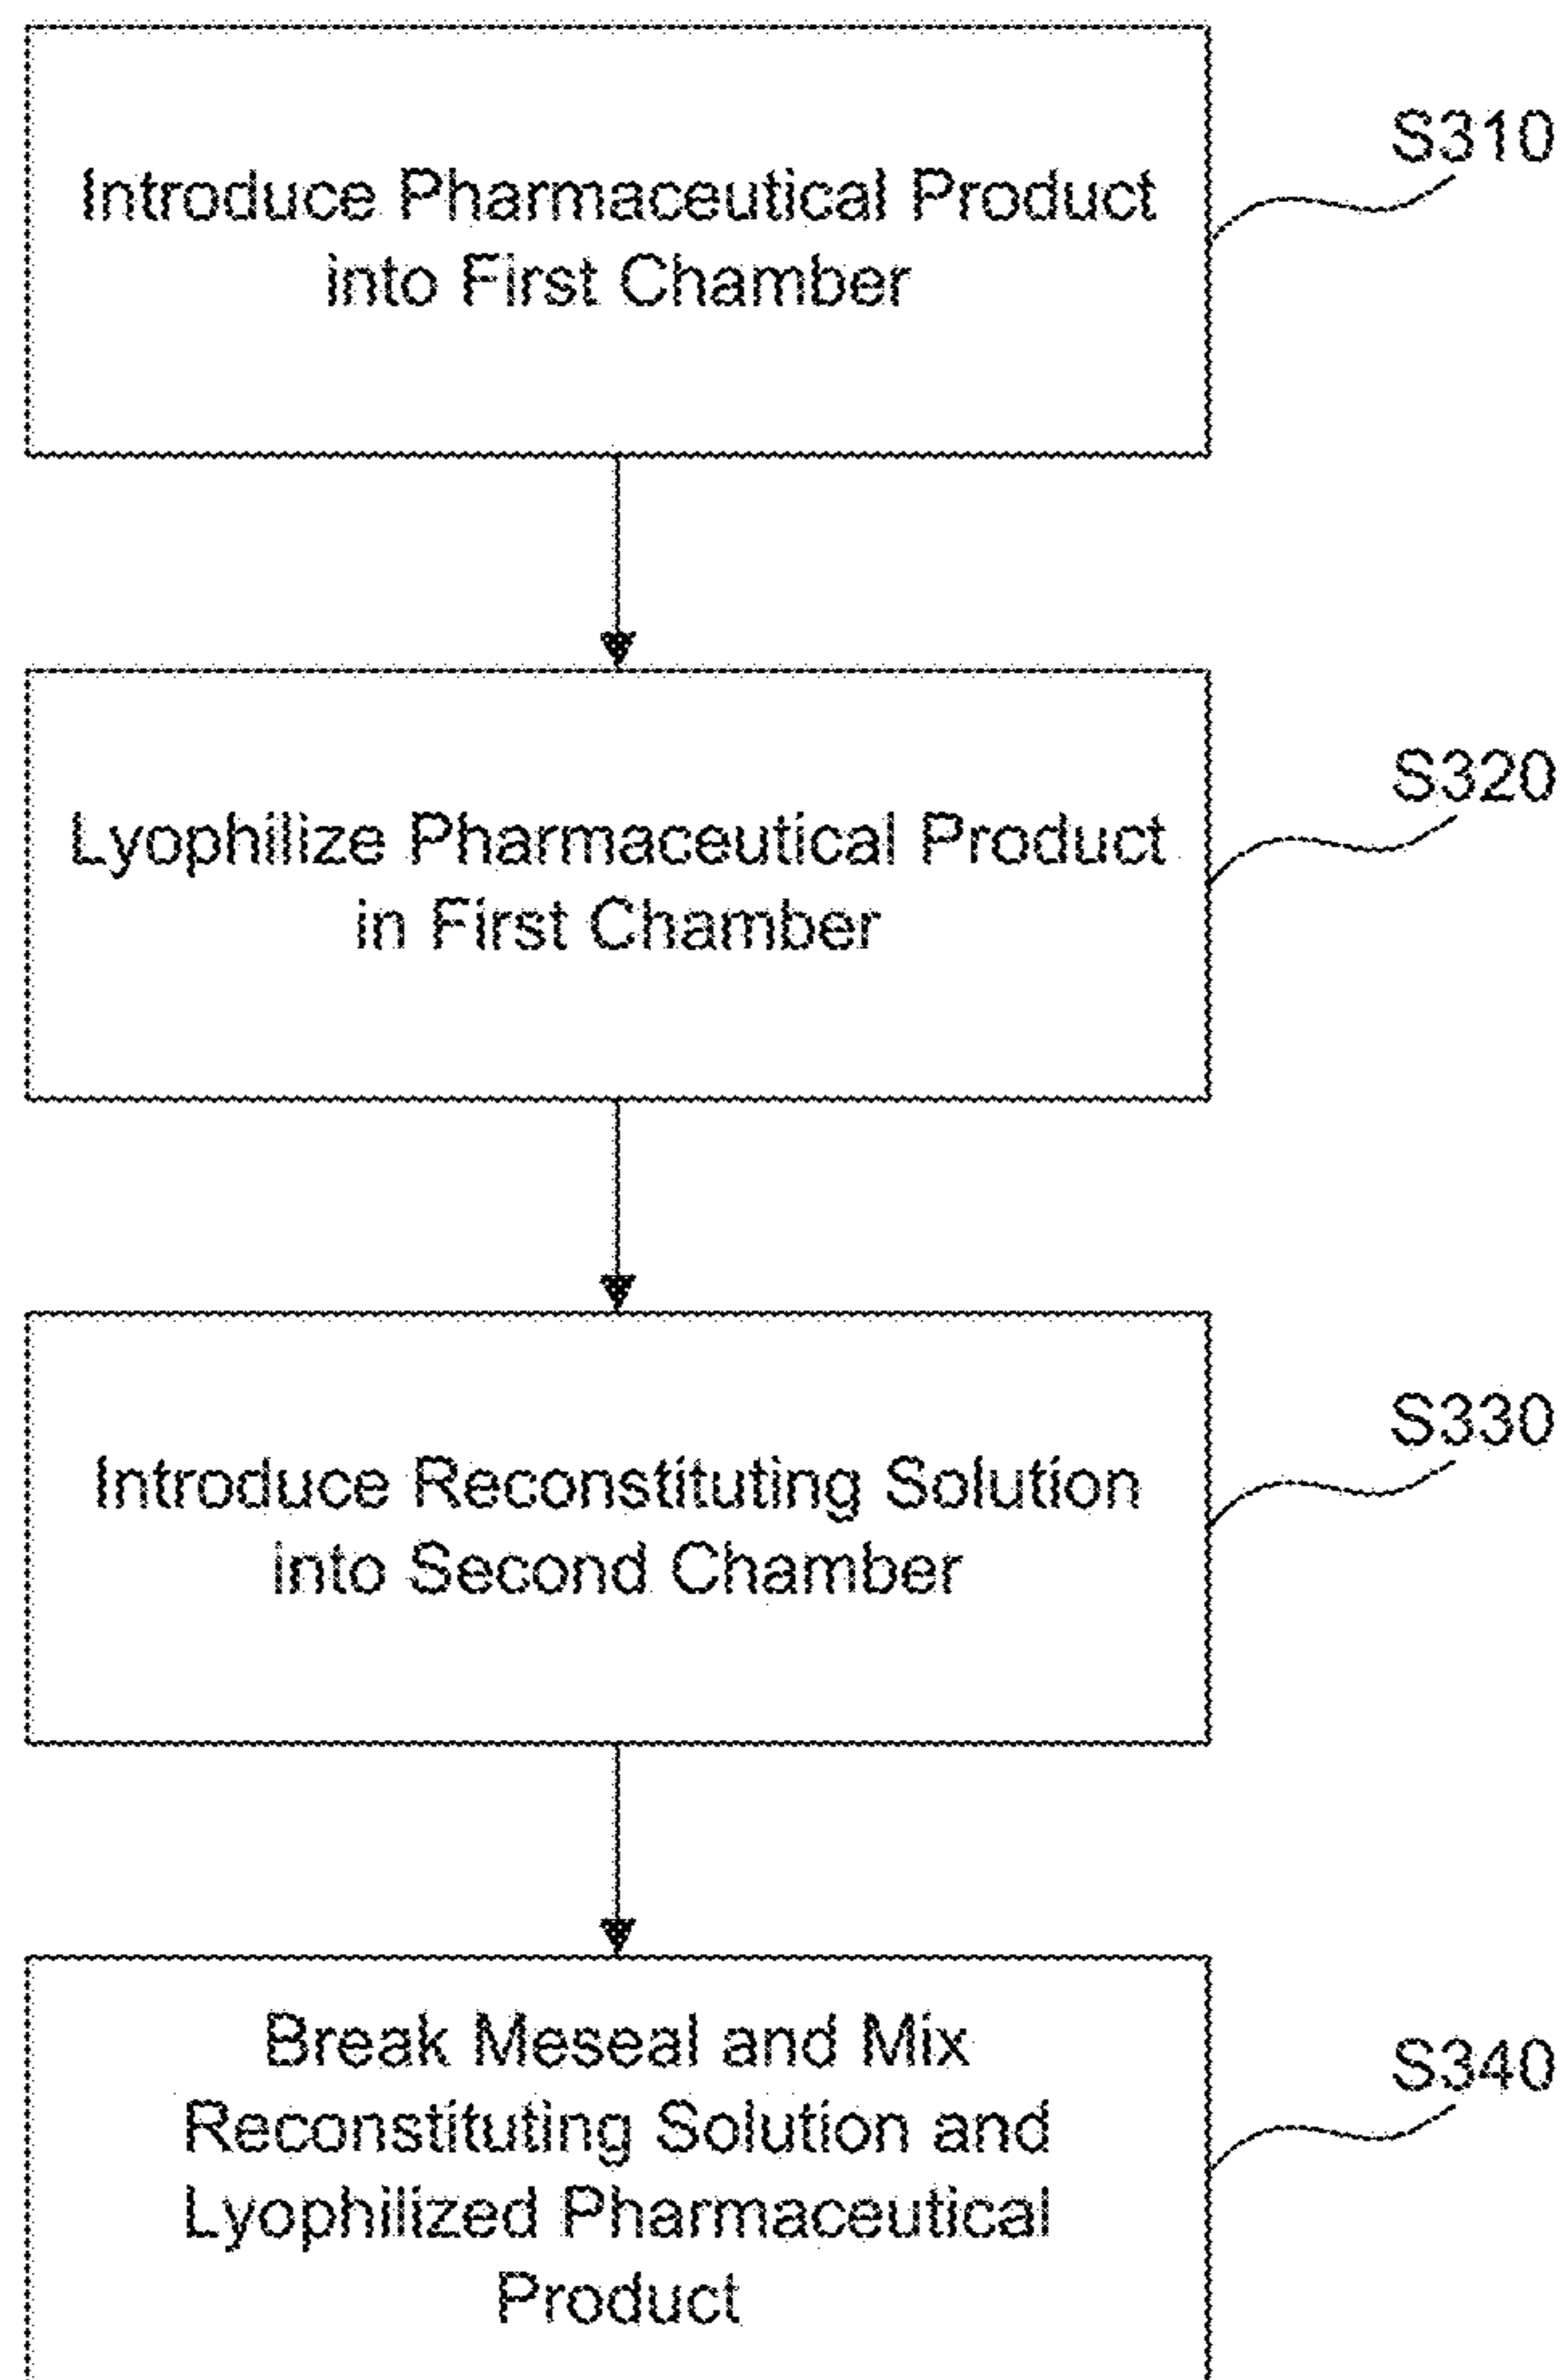 Introduce Pharmaceutical Product
into First Chamber
S310
Lyophilize Pharmaceutical Product
in First Chamber
S320
Introduce Reconstituting Solution
into Second Chamber
S330
Break Meseal and Mix
Reconstituting Solution and
Lyophilized Pharmaceutical
Product
S340